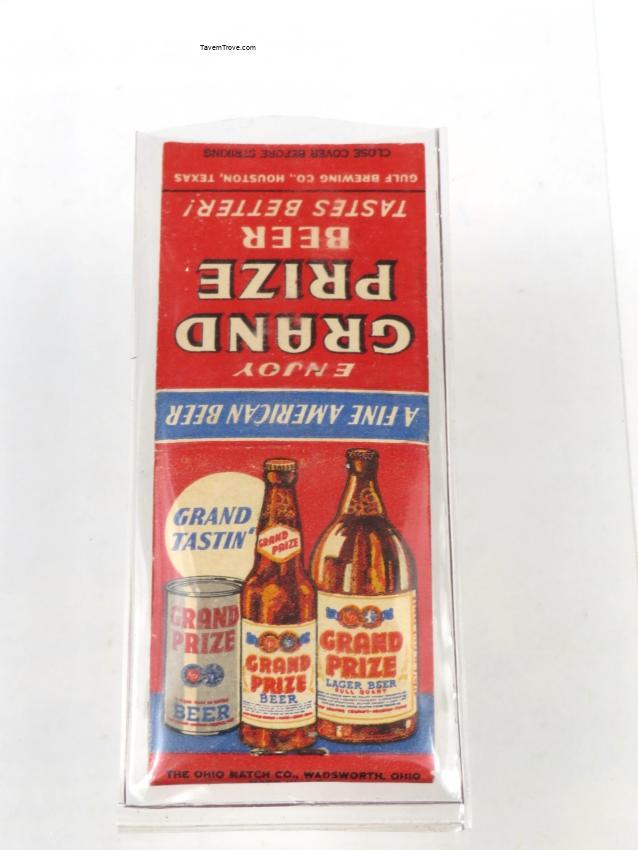 TavernTrove.com
CLOSE COVER BEFORE STRIKING
GULF BREWING CO., HOUSTON, TEXAS
TASTES BETTER!
BEER
PRIZE
GRAND
ENJOY
A FINE AMERICAN BEER
GRAND
TASTIN'
GRAND
PRIZE
GRAND
PRIZE
BEER
GRAND
PRIZE
BEER
GRAND
PRIZE
LAGER BEER
FULL QUART
THE OHIO MATCH CO., WADSWORTH, OHIO